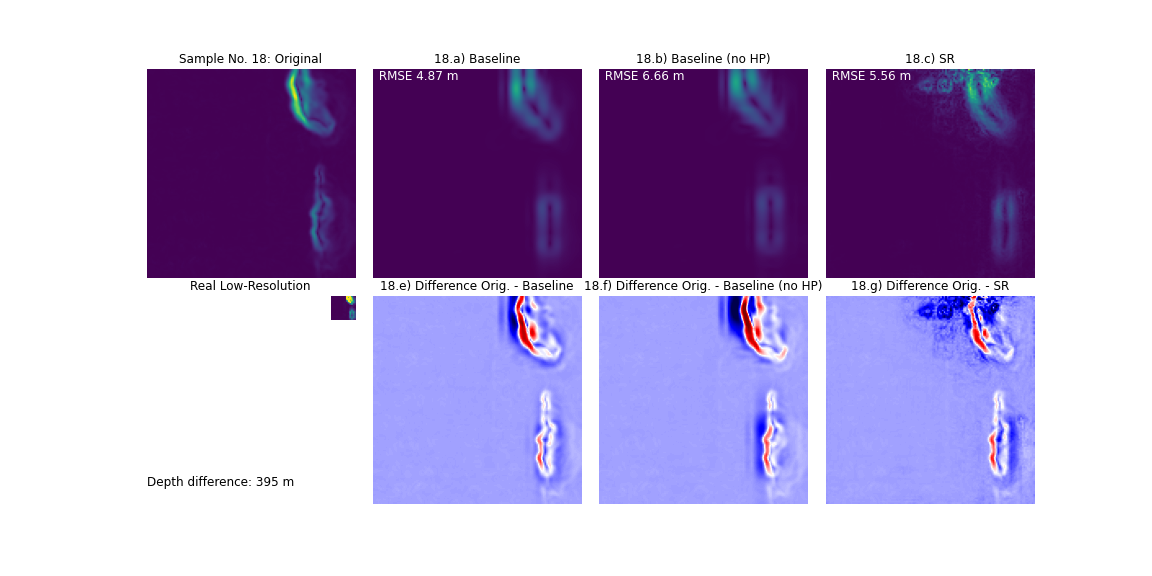 Sample No. 18: Original
18.a) Baseline
18.b) Baseline (no HP)
18.c) SR
RMSE 4.87 m
RMSE 6.66 m
RMSE 5.56 m
Real Low-Resolution
18.e) Difference Orig. - Baseline
18.f) Difference Orig. - Baseline (no HP)
18.g) Difference Orig. - SR
Depth difference: 395 m